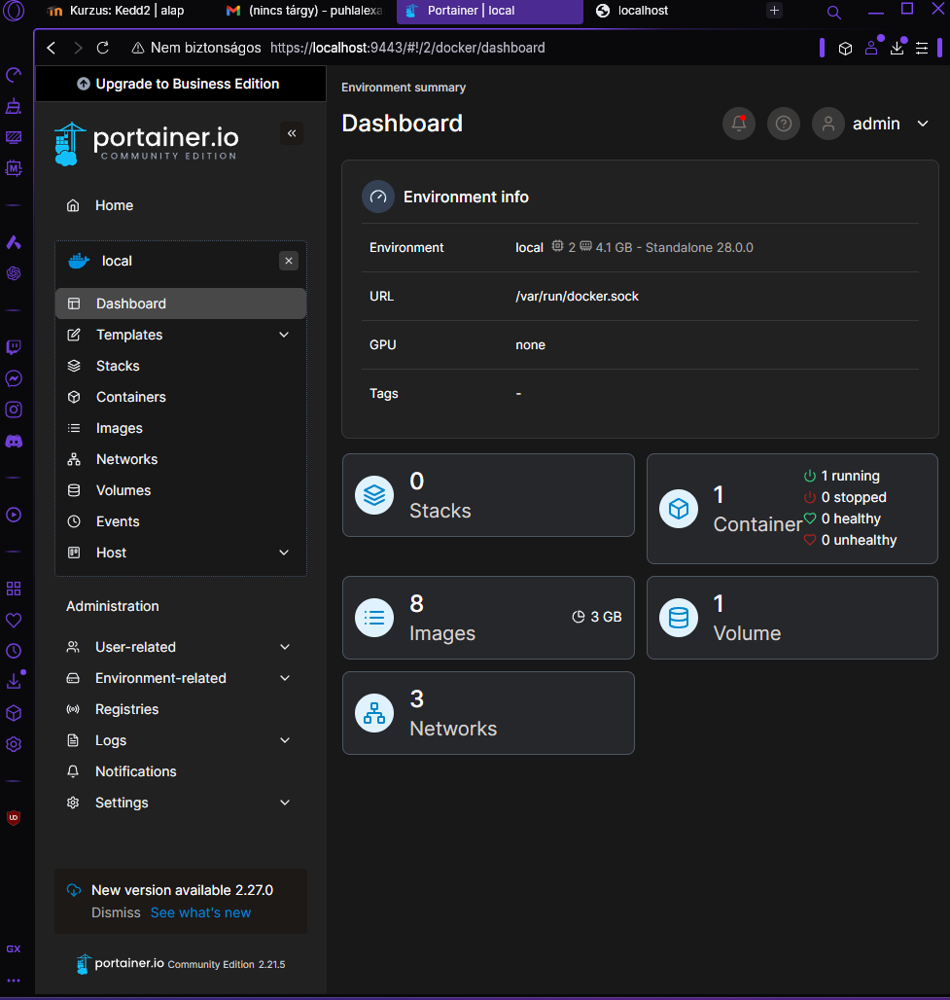 Kurzus: Kedd2 | alap
(nincs tárgy) - puhlalexa
Portainer | local
localhost
Nem biztonságos https://localhost:9443/#!/2/docker/dashboard
Upgrade to Business Edition
portainer.io
COMMUNITY EDITION
Home
local
Dashboard
Templates
Stacks
Containers
Images
Networks
Volumes
Events
Host
Administration
User-related
Environment-related
Registries
Logs
Notifications
Settings
New version available 2.27.0
Dismiss See what's new
portainer.io Community Edition 2.21.5
GX
Environment summary
Dashboard
admin
Environment info
Environment local 2 4.1 GB - Standalone 28.0.0
URL /var/run/docker.sock
GPU none
Tags -
0
Stacks
1
Container
1 running
0 stopped
0 healthy
0 unhealthy
8
Images
3 GB
1
Volume
3
Networks